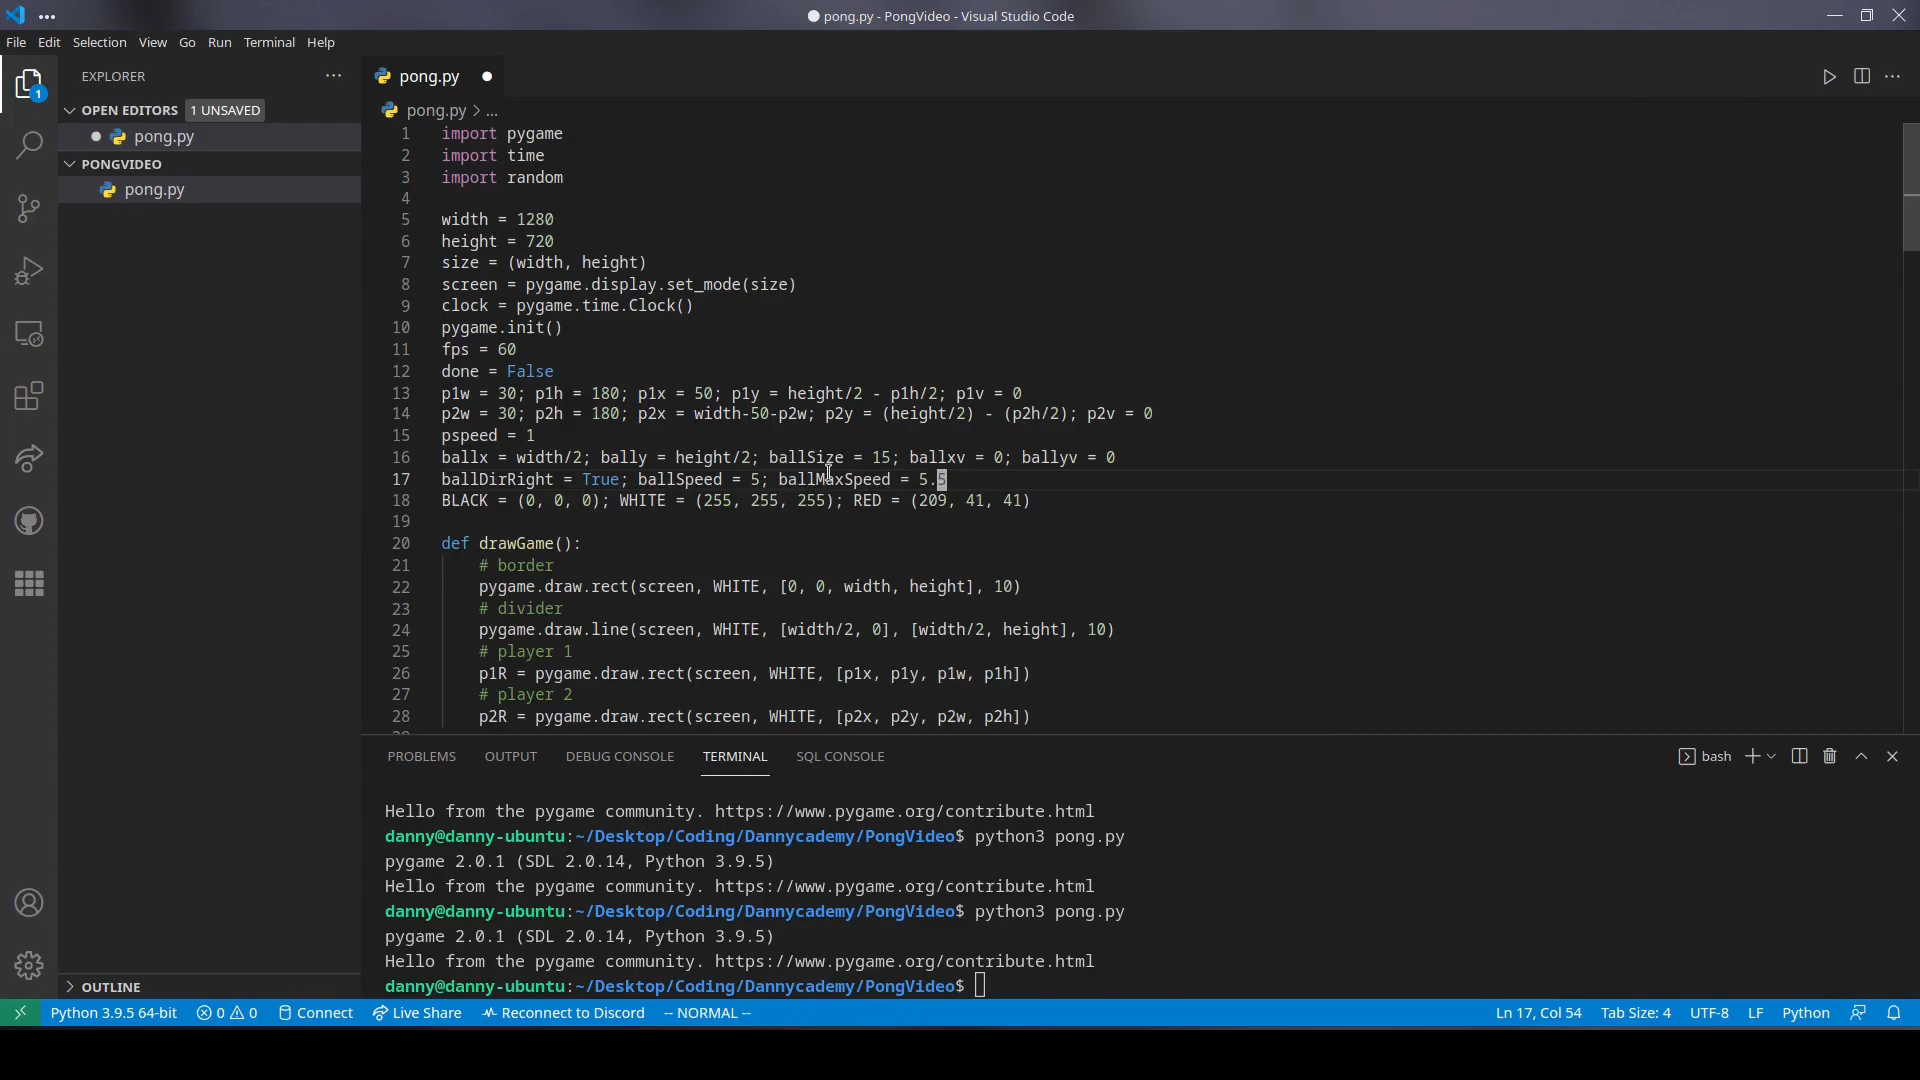 pong.py - PongVideo - Visual Studio Code
File Edit Selection View Go Run Terminal Help
EXPLORER
OPEN EDITORS 1 UNSAVED
pong.py
PONGVIDEO
pong.py
OUTLINE
1
pong.py
pong.py > ...
1 import pygame
2 import time
3 import random
4
5 width = 1280
6 height = 720
7 size = (width, height)
8 screen = pygame.display.set_mode(size)
9 clock = pygame.time.Clock()
10 pygame.init()
11 fps = 60
12 done = False
13 p1w = 30; p1h = 180; p1x = 50; p1y = height/2 - p1h/2; p1v = 0
14 p2w = 30; p2h = 180; p2x = width-50-p2w; p2y = (height/2) - (p2h/2); p2v = 0
15 pspeed = 1
16 ballx = width/2; bally = height/2; ballSize = 15; ballxv = 0; ballyv = 0
17 ballDirRight = True; ballSpeed = 5; ballMaxSpeed = 5.5
18 BLACK = (0, 0, 0); WHITE = (255, 255, 255); RED = (209, 41, 41)
19
20 def drawGame():
21 # border
22 pygame.draw.rect(screen, WHITE, [0, 0, width, height], 10)
23 # divider
24 pygame.draw.line(screen, WHITE, [width/2, 0], [width/2, height], 10)
25 # player 1
26 p1R = pygame.draw.rect(screen, WHITE, [p1x, p1y, p1w, p1h])
27 # player 2
28 p2R = pygame.draw.rect(screen, WHITE, [p2x, p2y, p2w, p2h])
PROBLEMS OUTPUT DEBUG CONSOLE TERMINAL SQL CONSOLE bash
Hello from the pygame community. https://www.pygame.org/contribute.html
danny@danny-ubuntu:~/Desktop/Coding/Dannycademy/PongVideo$ python3 pong.py
pygame 2.0.1 (SDL 2.0.14, Python 3.9.5)
Hello from the pygame community. https://www.pygame.org/contribute.html
danny@danny-ubuntu:~/Desktop/Coding/Dannycademy/PongVideo$ python3 pong.py
pygame 2.0.1 (SDL 2.0.14, Python 3.9.5)
Hello from the pygame community. https://www.pygame.org/contribute.html
danny@danny-ubuntu:~/Desktop/Coding/Dannycademy/PongVideo$
Python 3.9.5 64-bit 0 0 Connect Live Share Reconnect to Discord -- NORMAL -- Ln 17, Col 54 Tab Size: 4 UTF-8 LF Python